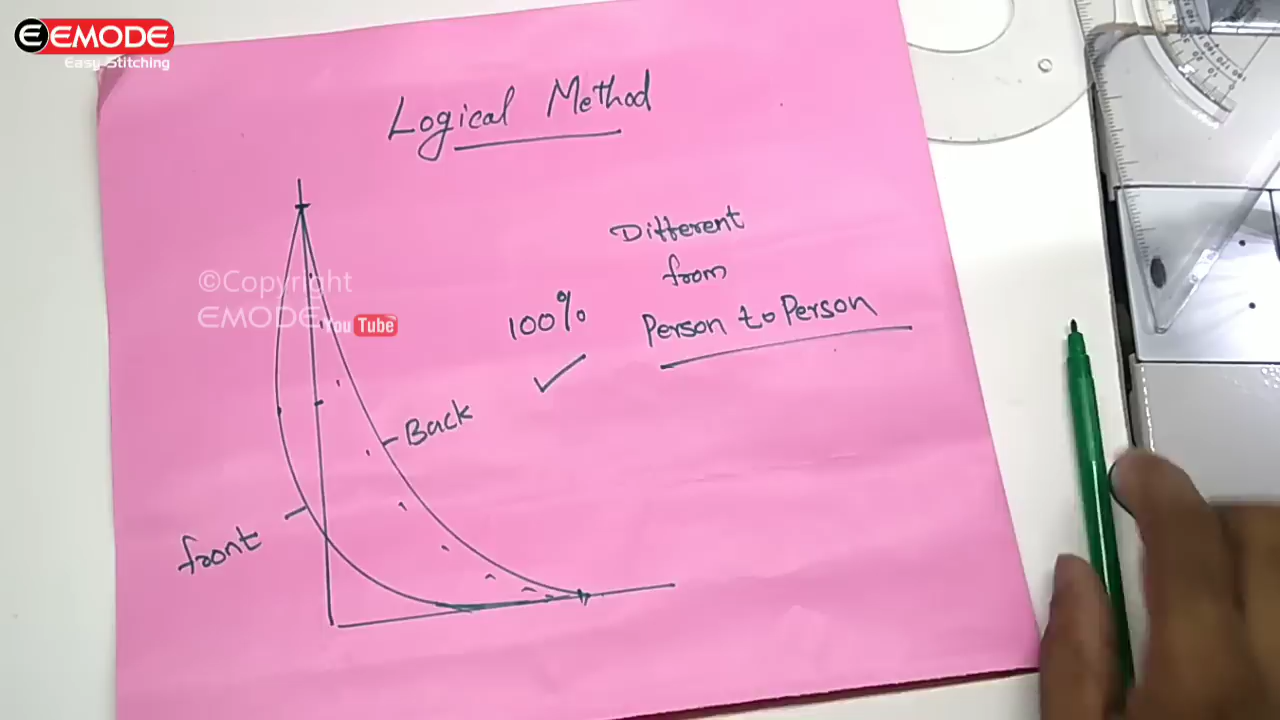 EMODE
Easy Stitching
Logical Method
©Copyright
EMODE You Tube
Different
from
Person to Person
100%
Back
front